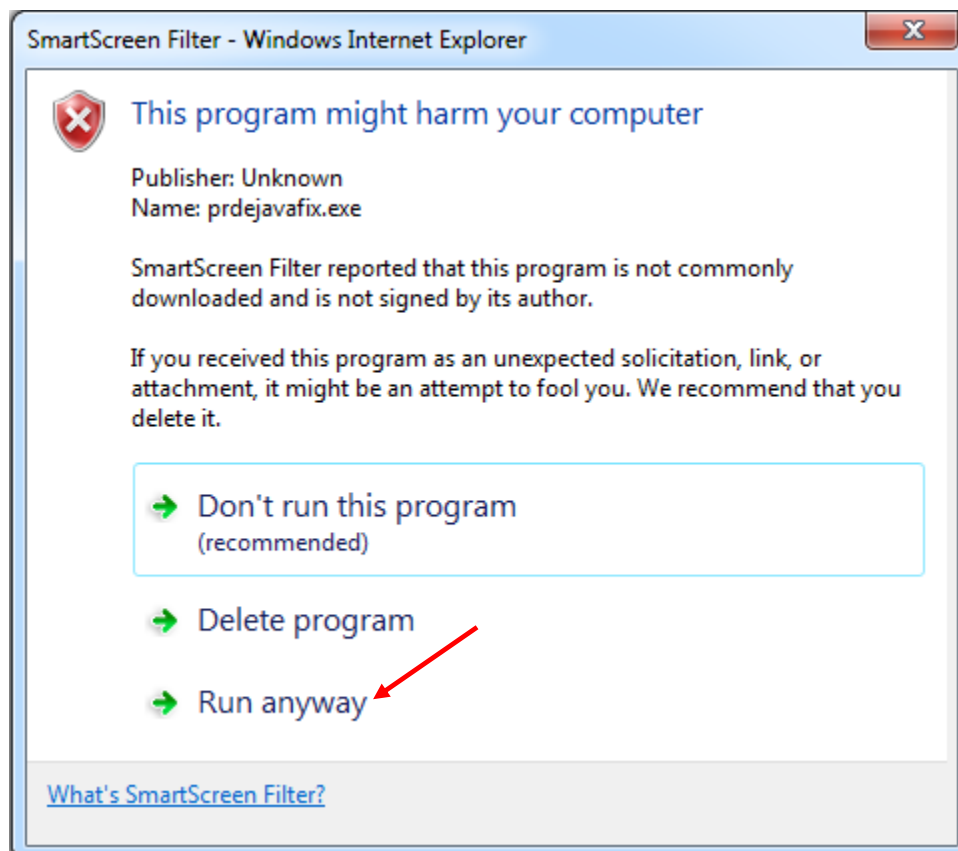 SmartScreen Filter - Windows Internet Explorer
This program might harm your computer
Publisher: Unknown
Name: prdejavafix.exe
SmartScreen Filter reported that this program is not commonly
downloaded and is not signed by its author.
If you received this program as an unexpected solicitation, link, or
attachment, it might be an attempt to fool you. We recommend that you
delete it.
Don't run this program
(recommended)
Delete program
Run anyway
What's SmartScreen Filter?